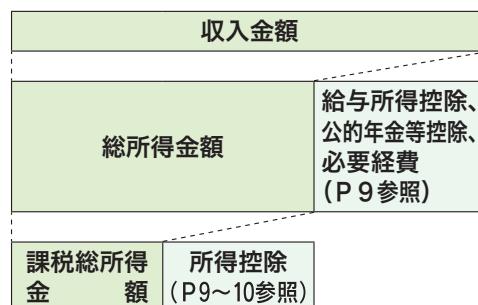 収入金額
総所得金額
給与所得控除、
公的年金等控除、
必要経費
(P9参照)
課税総所得
金　　　額
所得控除
(P9〜10参照)